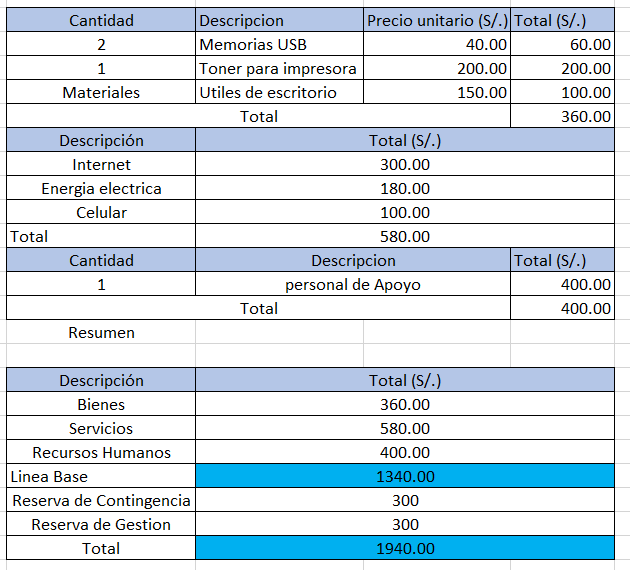 Cantidad Descripcion Precio unitario (S/.) Total (S/.)
2 Memorias USB 40.00 60.00
1 Toner para impresora 200.00 200.00
Materiales Utiles de escritorio 150.00 100.00
Total 360.00
Descripción Total (S/.)
Internet 300.00
Energia electrica 180.00
Celular 100.00
Total 580.00
Cantidad Descripcion Total (S/.)
1 personal de Apoyo 400.00
Total 400.00
Resumen
Descripción Total (S/.)
Bienes 360.00
Servicios 580.00
Recursos Humanos 400.00
Linea Base 1340.00
Reserva de Contingencia 300
Reserva de Gestion 300
Total 1940.00